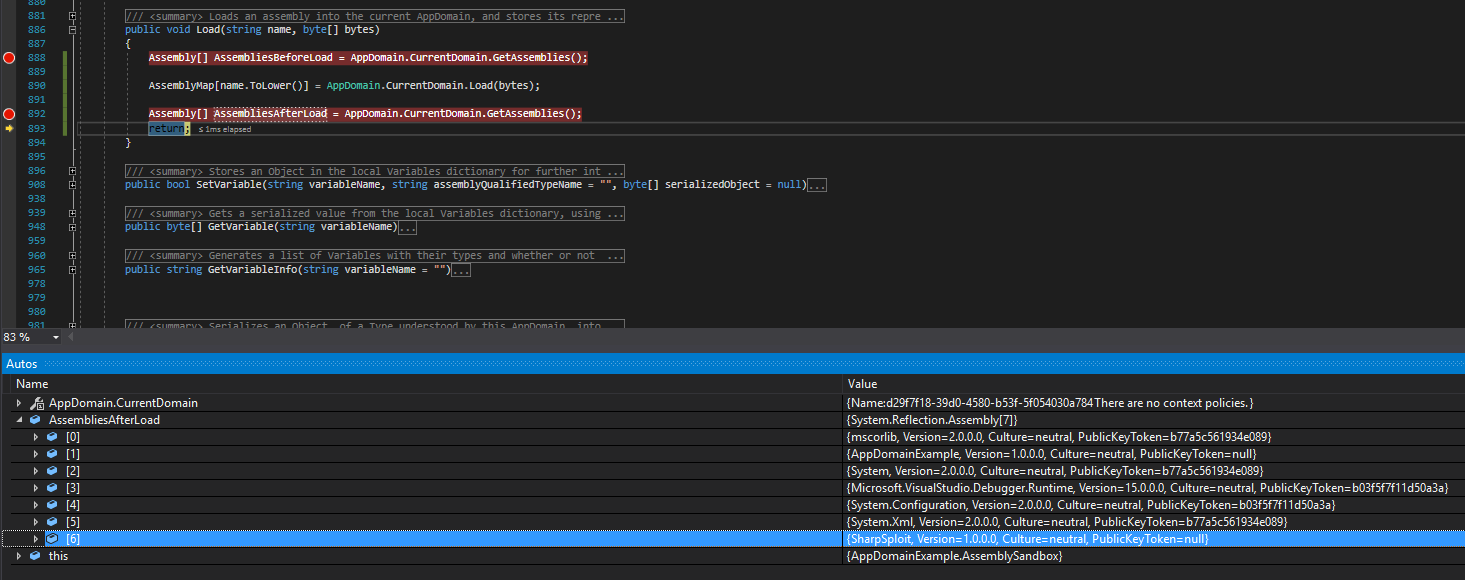 880
881 /// <summary> Loads an assembly into the current AppDomain, and stores its repre ...
886 public void Load(string name, byte[] bytes)
887 {
888 Assembly[] AssembliesBeforeLoad = AppDomain.CurrentDomain.GetAssemblies();
889
890 AssemblyMap[name.ToLower()] = AppDomain.CurrentDomain.Load(bytes);
891
892 Assembly[] AssembliesAfterLoad = AppDomain.CurrentDomain.GetAssemblies();
893 return; ≤ 1ms elapsed
894 }
895
896 /// <summary> Stores an Object in the local Variables dictionary for further int ...
908 public bool SetVariable(string variableName, string assemblyQualifiedTypeName = "", byte[] serializedObject = null)...
938
939 /// <summary> Gets a serialized value from the local Variables dictionary, using ...
948 public byte[] GetVariable(string variableName)...
959
960 /// <summary> Generates a list of Variables with their types and whether or not ...
965 public string GetVariableInfo(string variableName = "")...
978
979
980
981 /// <summary> Serializes an Object, of a Type understood by this AppDomain, into ...
83 %
Autos
Name Value
AppDomain.CurrentDomain {Name:d29f7f18-39d0-4580-b53f-5f054030a784There are no context policies.}
AssembliesAfterLoad {System.Reflection.Assembly[7]}
[0] {mscorlib, Version=2.0.0.0, Culture=neutral, PublicKeyToken=b77a5c561934e089}
[1] {AppDomainExample, Version=1.0.0.0, Culture=neutral, PublicKeyToken=null}
[2] {System, Version=2.0.0.0, Culture=neutral, PublicKeyToken=b77a5c561934e089}
[3] {Microsoft.VisualStudio.Debugger.Runtime, Version=15.0.0.0, Culture=neutral, PublicKeyToken=b03f5f7f11d50a3a}
[4] {System.Configuration, Version=2.0.0.0, Culture=neutral, PublicKeyToken=b03f5f7f11d50a3a}
[5] {System.Xml, Version=2.0.0.0, Culture=neutral, PublicKeyToken=b77a5c561934e089}
[6] {SharpSploit, Version=1.0.0.0, Culture=neutral, PublicKeyToken=null}
this {AppDomainExample.AssemblySandbox}